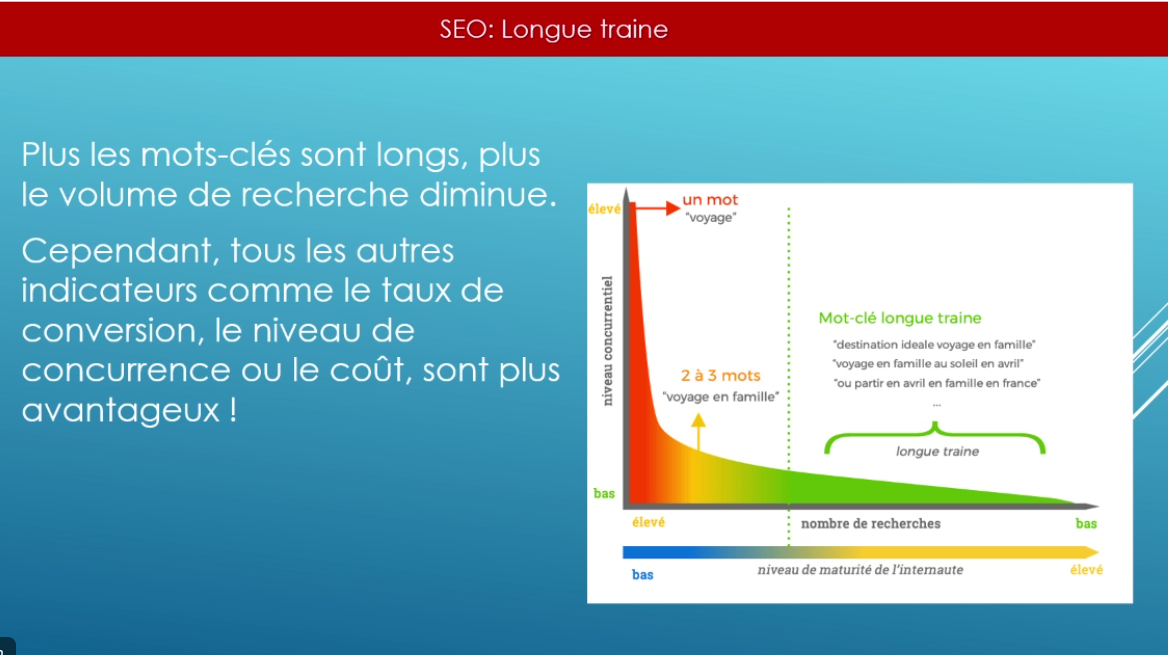 SEO: Longue traine
Plus les mots-clés sont longs, plus
le volume de recherche diminue.
Cependant, tous les autres
indicateurs comme le taux de
conversion, le niveau de
concurrence ou le coût, sont plus
avantageux !
élevé
un mot
"voyage"
niveau concurrentiel
Mot-clé longue traine
"destination ideale voyage en famille"
"voyage en famille au soleil en avril"
"ou partir en avril en famille en france"
...
2 à 3 mots
"voyage en famille"
longue traine
bas
élevé
nombre de recherches
bas
bas
niveau de maturité de l'internaute
élevé